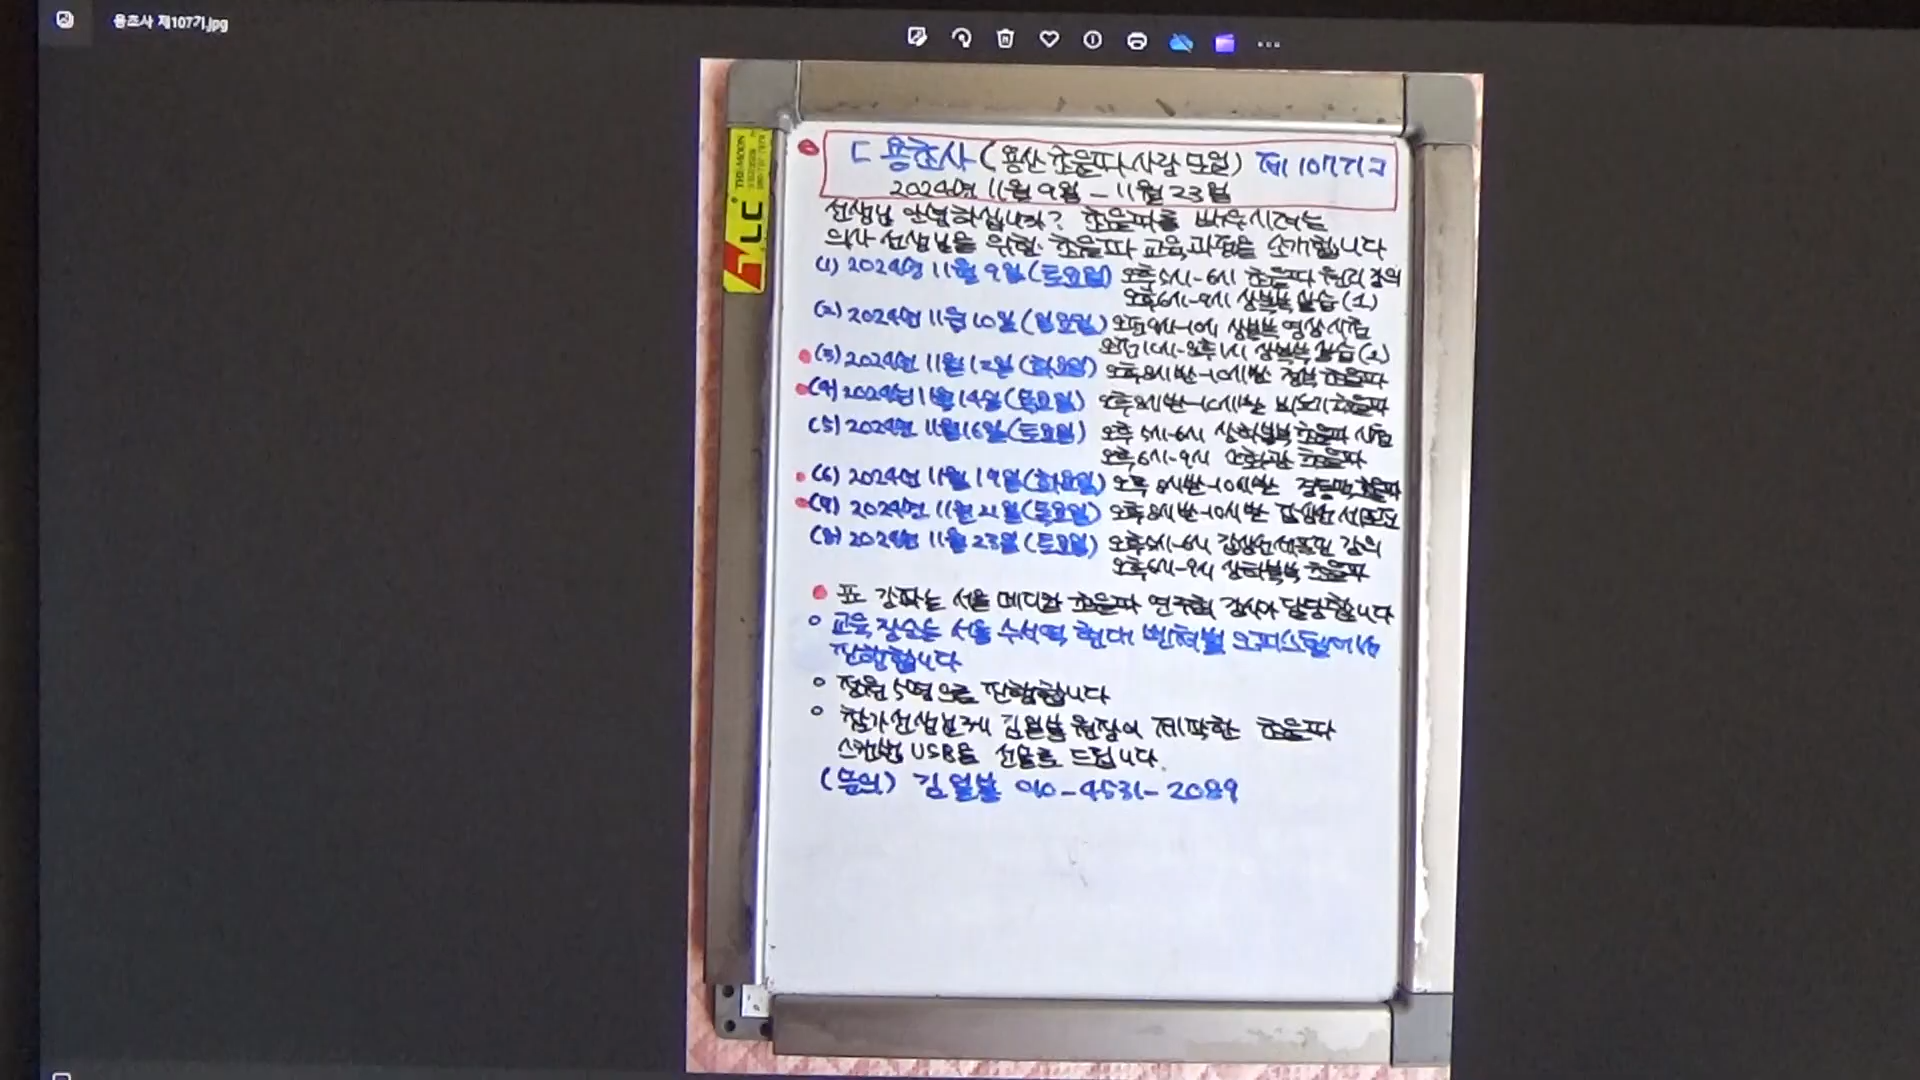 용초사 제107기.jpg
[용초사 (용산 초음파 사랑 모임) 제107기]
2024년 11월 9일 - 11월 23일
선생님 안녕하십니까? 초음파를 배우시려는
의사 선생님을 위한 초음파 교육과정을 소개합니다
(1) 2024년 11월 9일 (토요일) 오후 5시-6시 초음파 원리 강의
오후 6시-9시 상복부 실습 (1)
(2) 2024년 11월 10일 (일요일) 오전 9시-10시 상복부 영상
오전 10시-오후 1시 상복부 실습 (2)
(3) 2024년 11월 12일 (화요일) 오후 8시반-10시반 초음파
(4) 2024년 11월 14일 (목요일) 오후 8시반-10시반 비뇨기 초음파
(5) 2024년 11월 16일 (토요일) 오후 5시-6시 상하복부 초음파
오후 6시-9시 초음파
(6) 2024년 11월 19일 (화요일) 오후 8시반-10시반 경동맥 초음파
(7) 2024년 11월 21일 (목요일) 오후 8시반-10시반 갑상선
(8) 2024년 11월 23일 (토요일) 오후 5시-6시 갑상선 강의
오후 6시-9시 상하복부 초음파
표 강좌는 서울 메디칼 초음파 연구회 강사가 담당합니다
교육장소는 서울 수서역 현대 벤처빌 오피스텔에서
진행합니다
정원 5명으로 진행합니다
참가선생님께 김일봉 원장이 제작한 초음파
스캔법 USB를 선물로 드립니다.
(문의) 김일봉 010-4531-2089